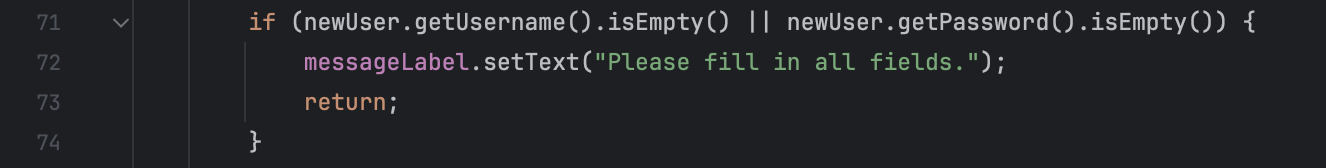 71 if (newUser.getUsername().isEmpty() || newUser.getPassword().isEmpty()) {
72 messageLabel.setText("Please fill in all fields.");
73 return;
74 }